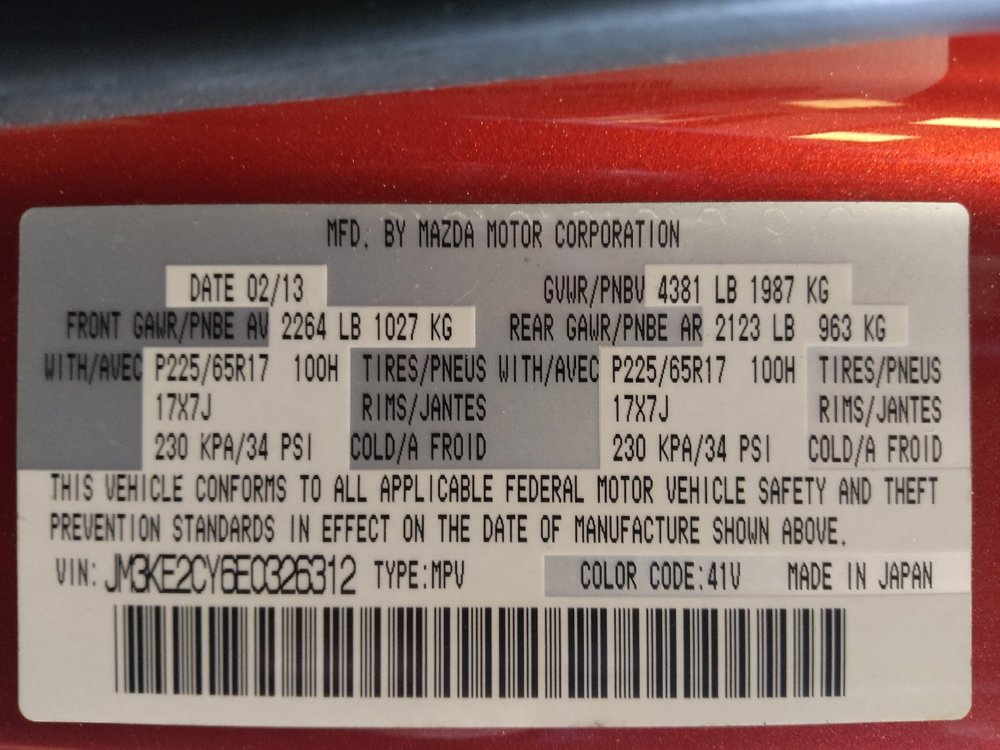 MFD. BY MAZDA MOTOR CORPORATION
DATE 02/13 GVWR/PNBV 4381 LB 1987 KG
FRONT GAWR/PNBE AV 2264 LB 1027 KG REAR GAWR/PNBE AR 2123 LB 963 KG
WITH/AVEC P225/65R17 100H TIRES/PNEUS WITH/AVEC P225/65R17 100H TIRES/PNEUS
17X7J RIMS/JANTES 17X7J RIMS/JANTES
230 KPA/34 PSI COLD/A FROID 230 KPA/34 PSI COLD/A FROID
THIS VEHICLE CONFORMS TO ALL APPLICABLE FEDERAL MOTOR VEHICLE SAFETY AND THEFT
PREVENTION STANDARDS IN EFFECT ON THE DATE OF MANUFACTURE SHOWN ABOVE.
VIN: JM3KE2CY6E0326312 TYPE:MPV COLOR CODE:41V MADE IN JAPAN